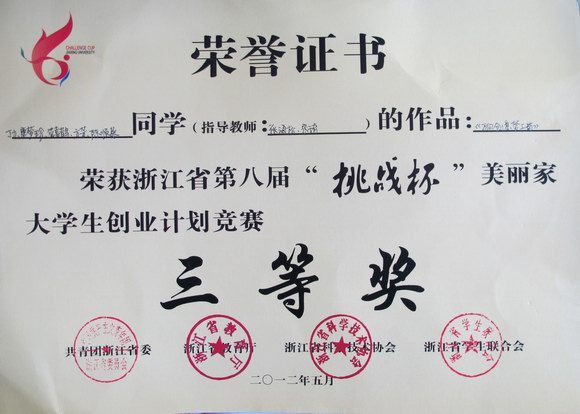 CHALLENGE CUP
荣誉证书
同学(指导教师: )的作品:
荣获浙江省第八届“挑战杯”美丽家
大学生创业计划竞赛
三等奖
共青团浙江省委 浙江省教育厅 浙江省科学技术协会 浙江省学生联合会
二〇一二年五月